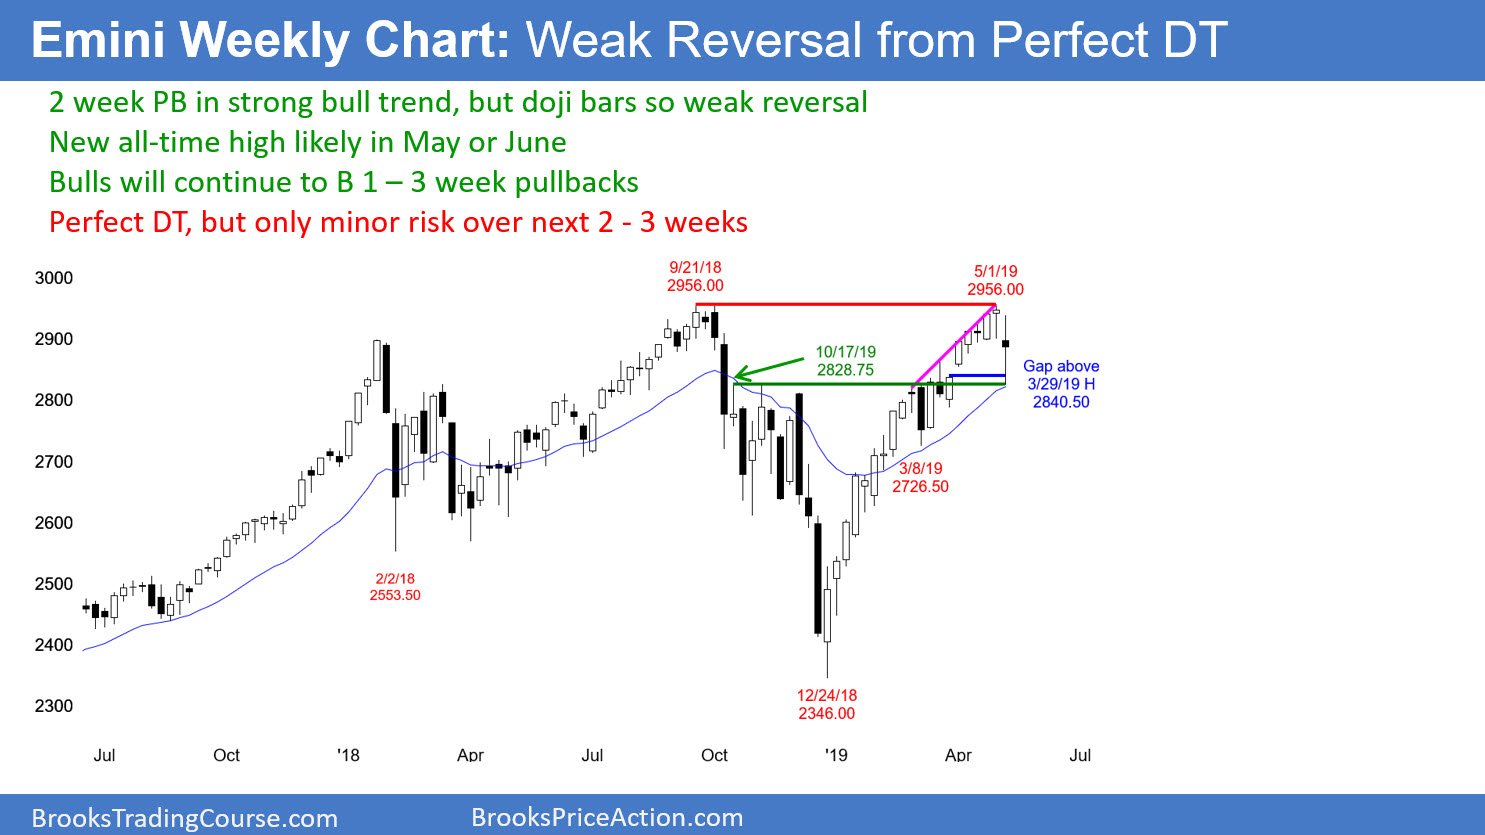 Emini Weekly Chart: Weak Reversal from Perfect DT
2 week PB in strong bull trend, but doji bars so weak reversal
New all-time high likely in May or June
Bulls will continue to B 1 – 3 week pullbacks
Perfect DT, but only minor risk over next 2 - 3 weeks
3000
2900
2800
2700
2600
2500
2400
2300
9/21/18
2956.00
5/1/19
2956.00
10/17/19
2828.75
Gap above
3/29/19 H
2840.50
3/8/19
2726.50
2/2/18
2553.50
12/24/18
2346.00
Jul
Oct
'18
Apr
Jul
Oct
'19
Apr
Jul
BrooksTradingCourse.com
BrooksPriceAction.com